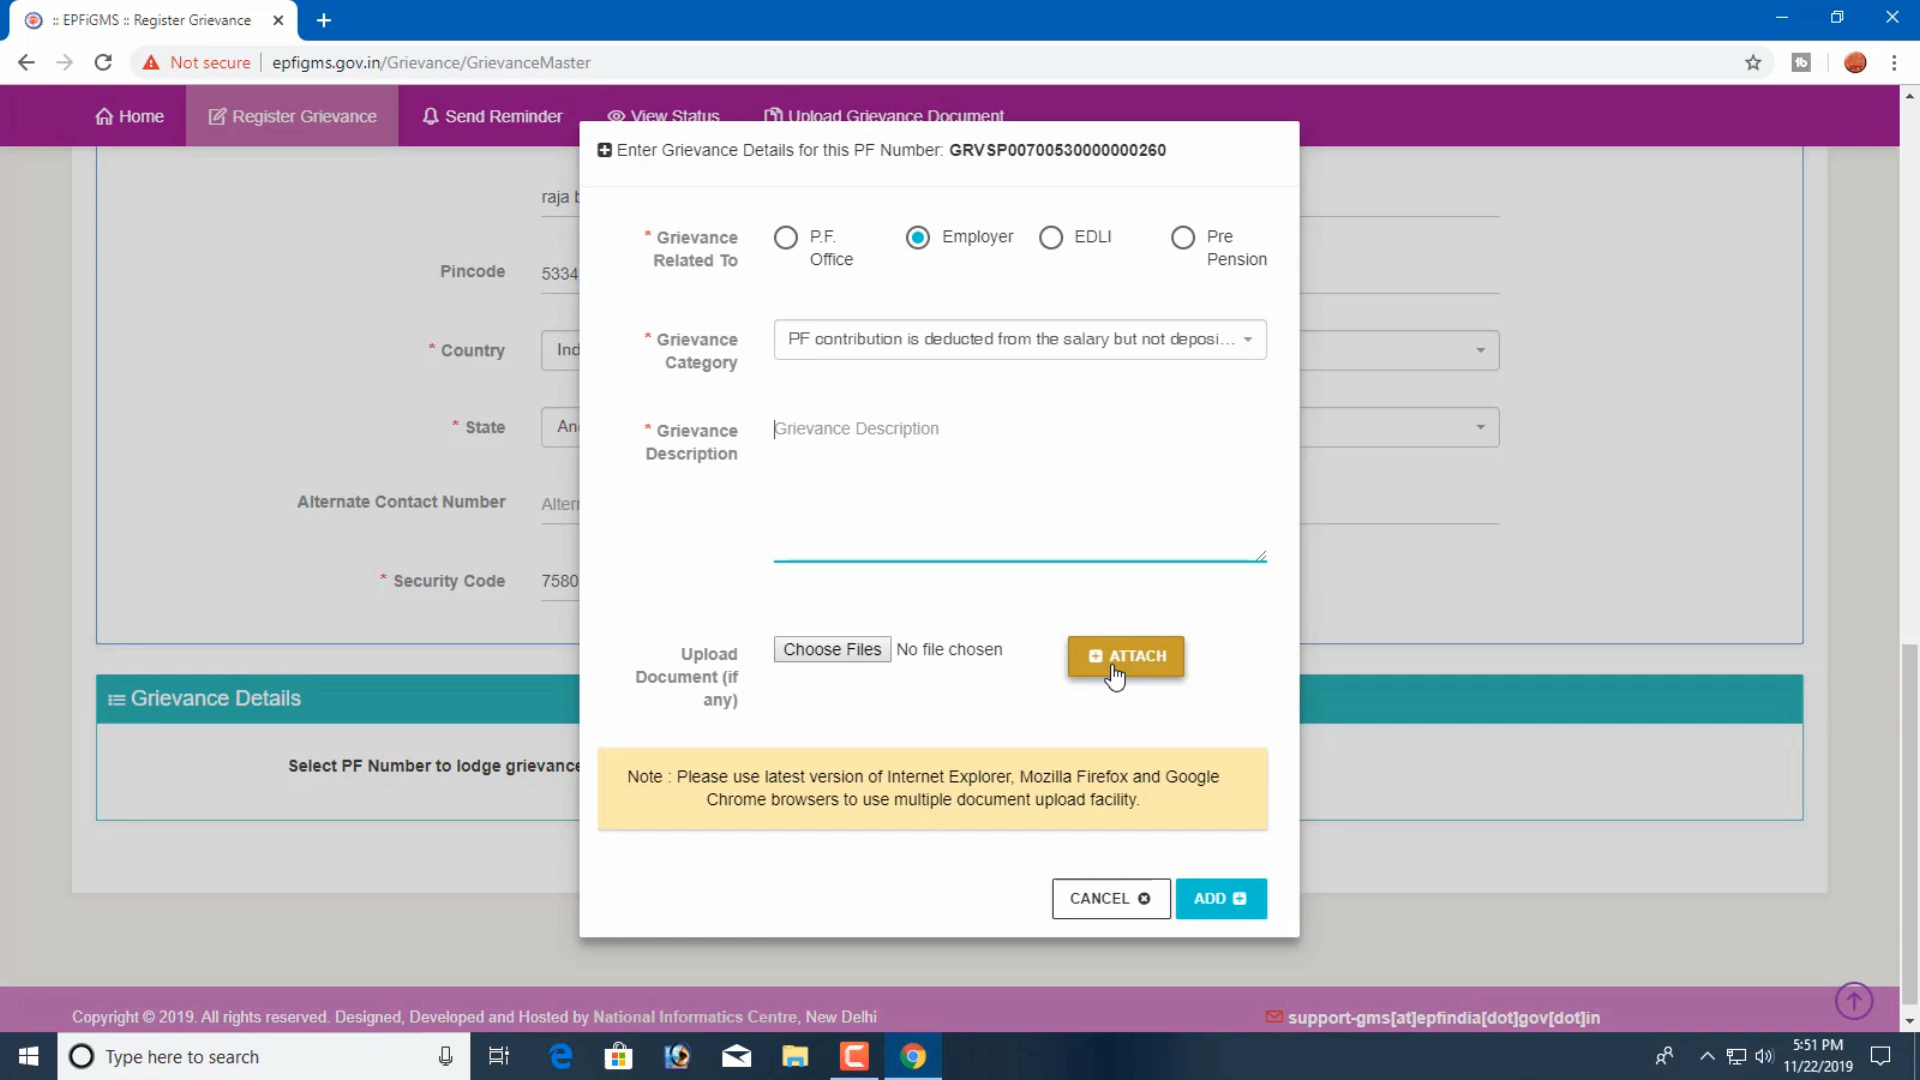 :: EPFiGMS :: Register Grievance
Not secure | epfigms.gov.in/Grievance/GrievanceMaster
Home
Register Grievance
Send Reminder
View Status
Upload Grievance Document
Enter Grievance Details for this PF Number: GRVSP00700530000000260
raja b
* Grievance Related To
P.F. Office
Employer
EDLI
Pre Pension
Pincode
5334
* Grievance Category
PF contribution is deducted from the salary but not deposi...
* Country
Ind
* State
An
* Grievance Description
Grievance Description
Alternate Contact Number
Alter
* Security Code
7580
Upload Document (if any)
Choose Files No file chosen
ATTACH
Grievance Details
Select PF Number to lodge grievance
Note : Please use latest version of Internet Explorer, Mozilla Firefox and Google
Chrome browsers to use multiple document upload facility.
CANCEL
ADD
Copyright © 2019. All rights reserved. Designed, Developed and Hosted by National Informatics Centre, New Delhi
support-gms[at]epfindia[dot]gov[dot]in
Type here to search
5:51 PM
11/22/2019